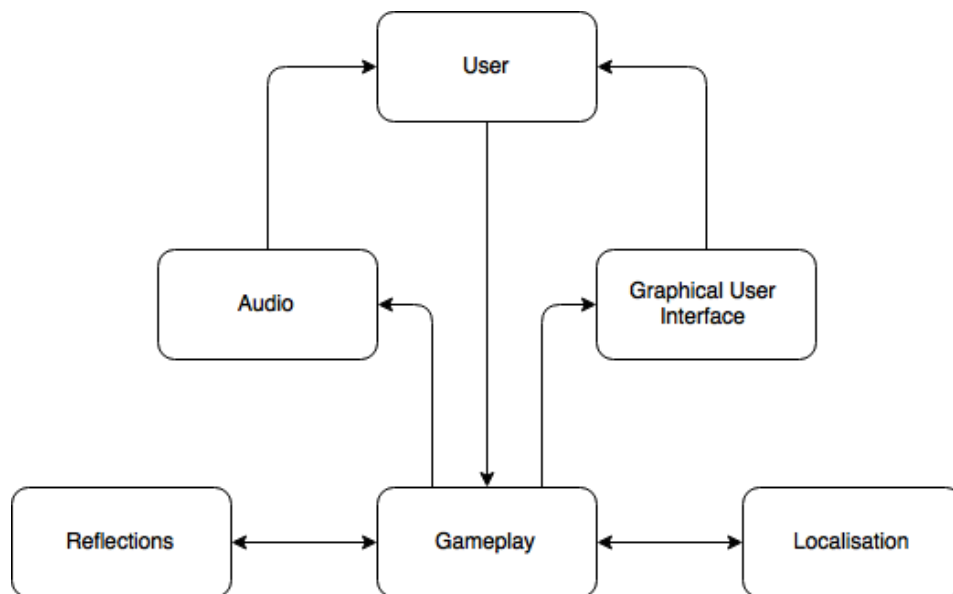 User
Audio
Graphical User
Interface
Reflections
Gameplay
Localisation